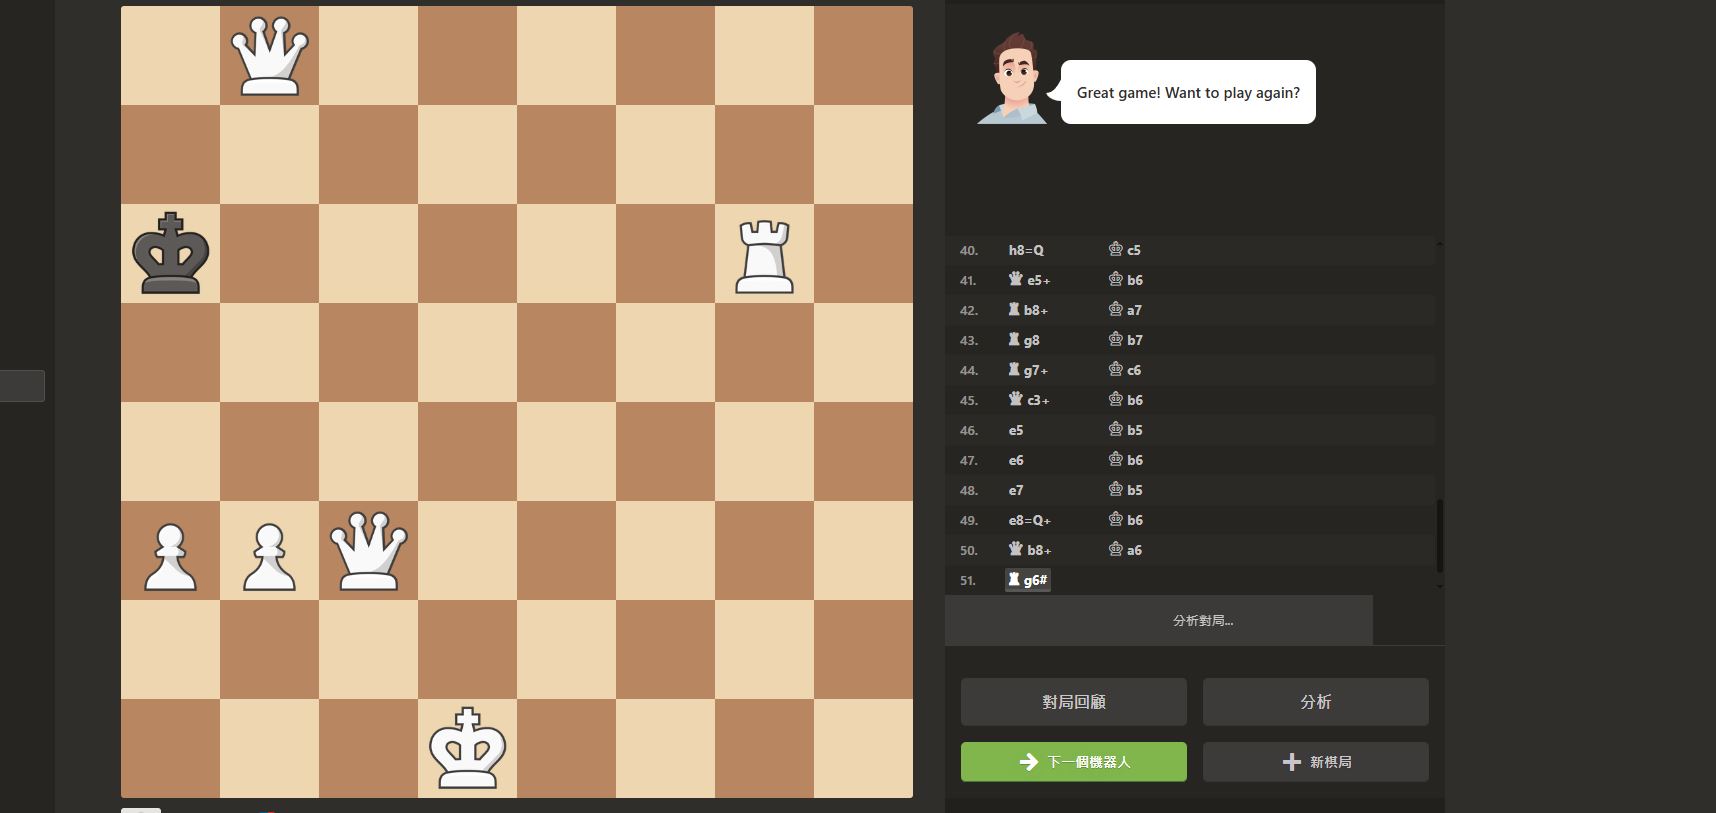 Great game! Want to play again?
40. h8=Q ♔ c5
41. ♛ e5+ ♔ b6
42. ♜ b8+ ♔ a7
43. ♜ g8 ♔ b7
44. ♜ g7+ ♔ c6
45. ♛ c3+ ♔ b6
46. e5 ♔ b5
47. e6 ♔ b6
48. e7 ♔ b5
49. e8=Q+ ♔ b6
50. ♛ b8+ ♔ a6
51. ♜ g6#
分析對局...
對局回顧
分析
下一個機器人
新棋局